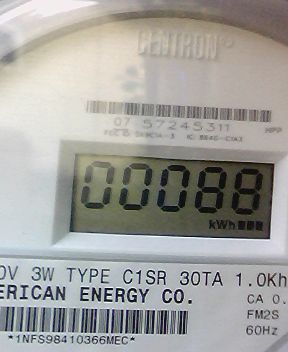 CENTRON®
07 57245311
HPP
00088
kWh
0V 3W TYPE C1SR 30TA 1.0Kh
ERICAN ENERGY CO.
CA 0.
FM2S
60Hz
*1NFS98410366MEC*